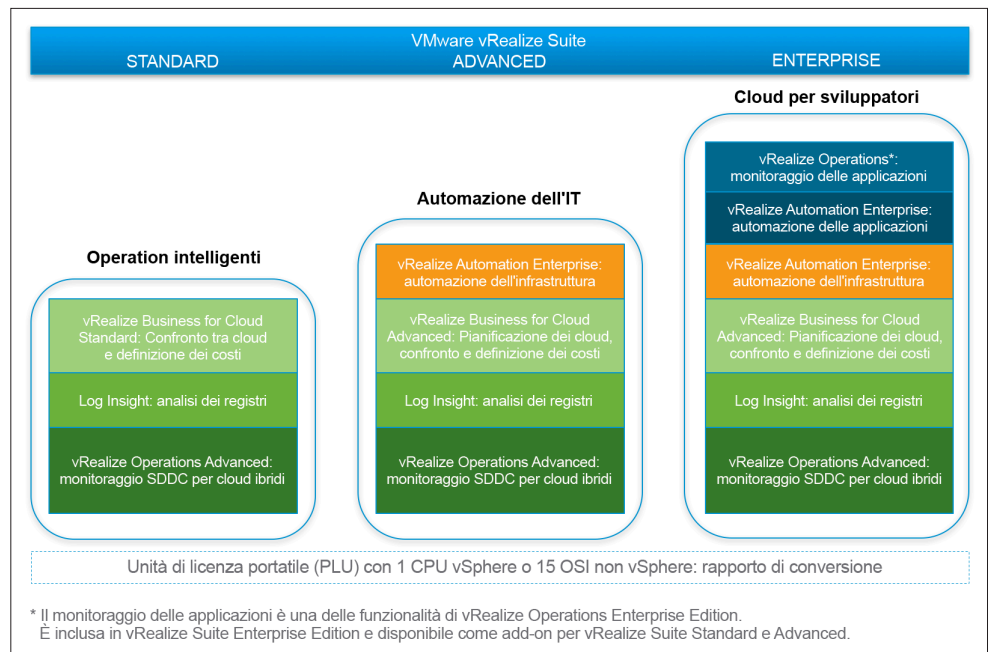 VMware vRealize Suite
STANDARD
ADVANCED
ENTERPRISE
Operation intelligenti
vRealize Business for Cloud
Standard: Confronto tra cloud
e definizione dei costi
Log Insight: analisi dei registri
vRealize Operations Advanced:
monitoraggio SDDC per cloud ibridi
Automazione dell'IT
vRealize Automation Enterprise:
automazione dell'infrastruttura
vRealize Business for Cloud
Advanced: Pianificazione dei cloud,
confronto e definizione dei costi
Log Insight: analisi dei registri
vRealize Operations Advanced:
monitoraggio SDDC per cloud ibridi
Cloud per sviluppatori
vRealize Operations*:
monitoraggio delle applicazioni
vRealize Automation Enterprise:
automazione delle applicazioni
vRealize Automation Enterprise:
automazione dell'infrastruttura
vRealize Business for Cloud
Advanced: Pianificazione dei cloud,
confronto e definizione dei costi
Log Insight: analisi dei registri
vRealize Operations Advanced:
monitoraggio SDDC per cloud ibridi
Unità di licenza portatile (PLU) con 1 CPU vSphere o 15 OSI non vSphere: rapporto di conversione
* Il monitoraggio delle applicazioni è una delle funzionalità di vRealize Operations Enterprise Edition.
È inclusa in vRealize Suite Enterprise Edition e disponibile come add-on per vRealize Suite Standard e Advanced.